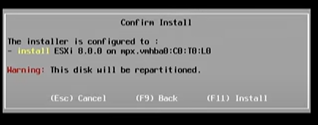 Confirm Install
The installer is configured to :
- install ESXi 8.0.0 on mpx.vmhba0:C0:T0:L0
Warning: This disk will be repartitioned.
(Esc) Cancel (F9) Back (F11) Install